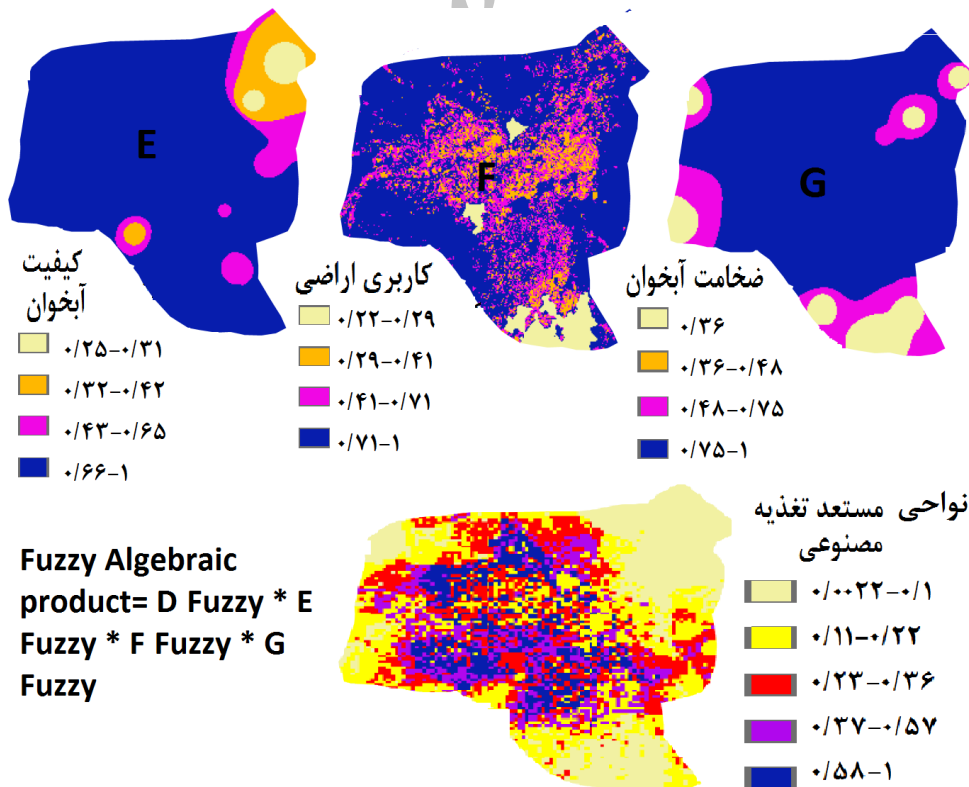 E
کیفیت
آبخوان
۰/۲۵-۰/۳۱
۰/۳۲-۰/۴۲
۰/۴۳-۰/۶۵
۰/۶۶-۱
F
کاربری اراضی
۰/۲۲-۰/۲۹
۰/۲۹-۰/۴۱
۰/۴۱-۰/۷۱
۰/۷۱-۱
G
ضخامت آبخوان
۰/۳۶
۰/۳۶-۰/۴۸
۰/۴۸-۰/۷۵
۰/۷۵-۱
Fuzzy Algebraic
product= D Fuzzy * E
Fuzzy * F Fuzzy * G
Fuzzy
نواحی مستعد تغذیه
مصنوعی
۰/۰۰۲۲-۰/۱
۰/۱۱-۰/۲۲
۰/۲۳-۰/۳۶
۰/۳۷-۰/۵۷
۰/۵۸-۱